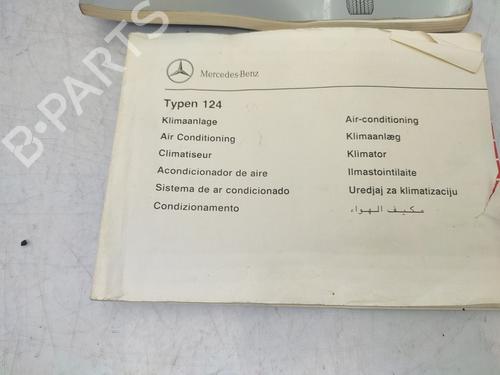 Mercedes-Benz
Typen 124
Klimaanlage
Air Conditioning
Climatiseur
Acondicionador de aire
Sistema de ar condicionado
Condizionamento
Air-conditioning
Klimaanlæg
Klimator
Ilmastointilaite
Uredjaj za klimatizaciju
مكيف الهواء
B-PARTS